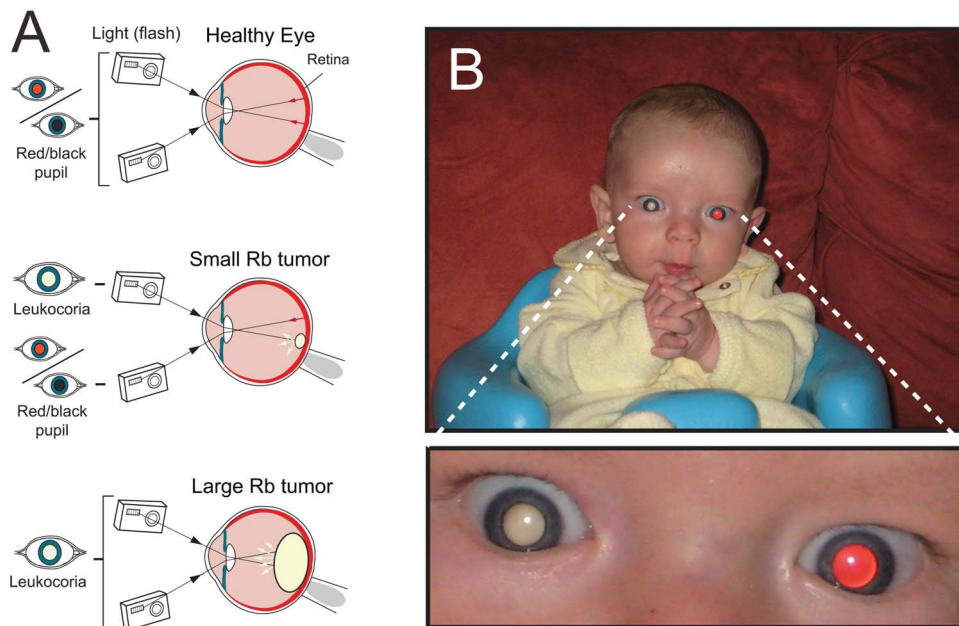 A
Light (flash)
Healthy Eye
Retina
Red/black
pupil
Small Rb tumor
Leukocoria
Red/black
pupil
Large Rb tumor
Leukocoria
B